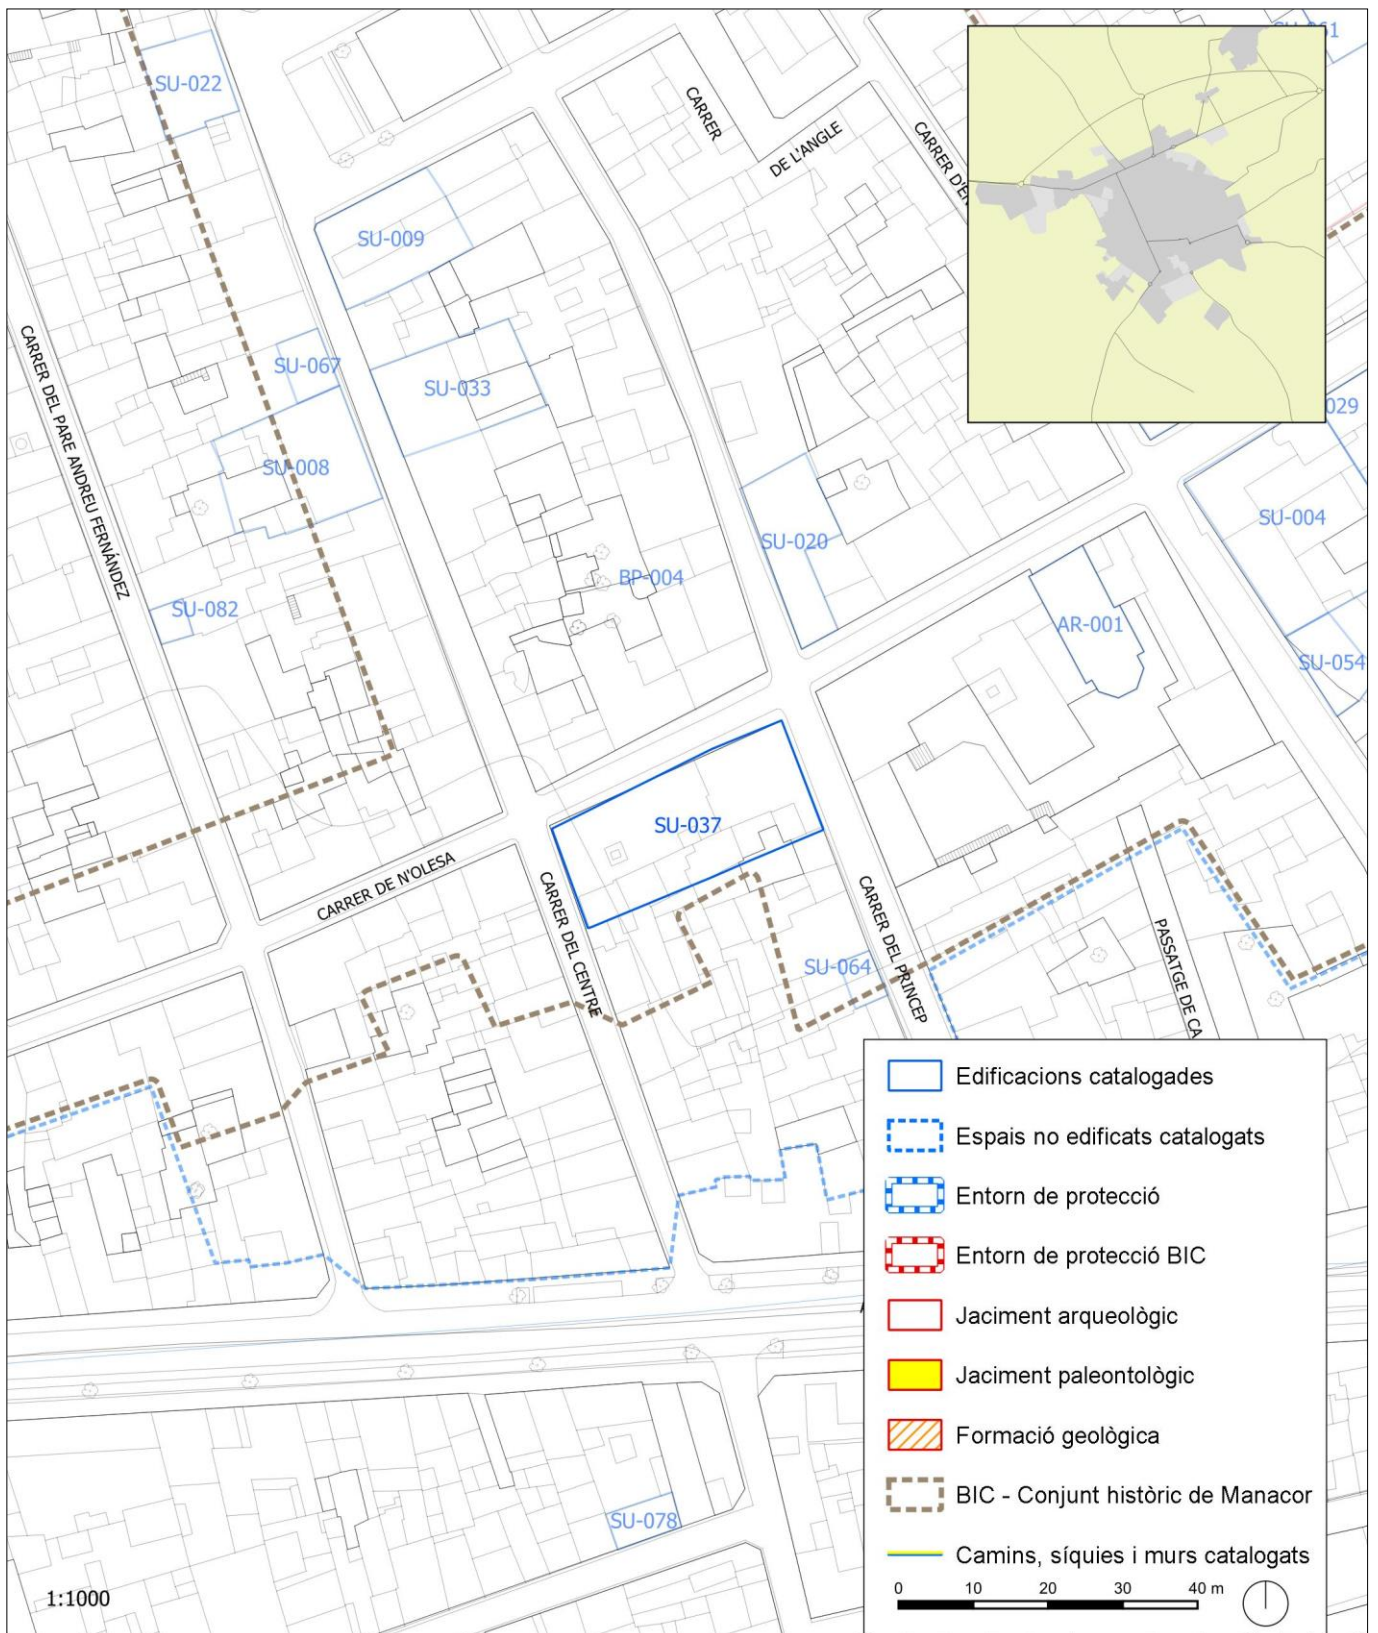 SU-022
CARRER
DE L'ANGLE
SU-009
CARRER DEL PARE ANDREU FERNÁNDEZ
SU-067
SU-033
029
SU-008
SU-004
SU-020
BP-004
SU-082
AR-001
SU-054
SU-037
CARRER DE N'OLESA
CARRER DEL CENTRE
CARRER DEL PRINCEP
PASSATGE DE CA
SU-064
Edificacions catalogades
Espais no edificats catalogats
Entorn de protecció
Entorn de protecció BIC
Jaciment arqueològic
Jaciment paleontològic
Formació geològica
BIC - Conjunt històric de Manacor
Camins, síquies i murs catalogats
SU-078
1:1000
0 10 20 30 40 m